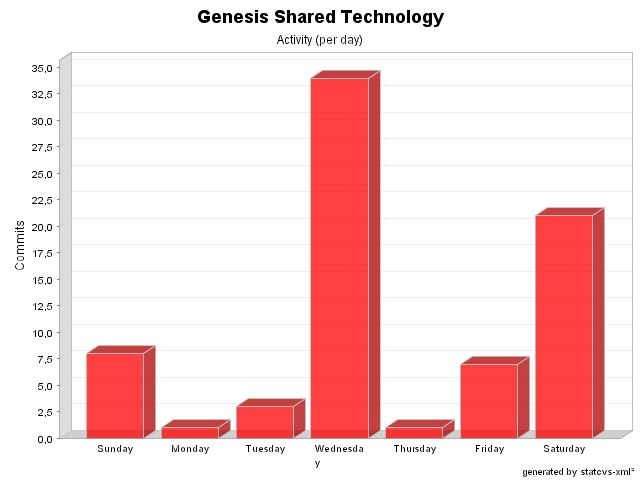 Genesis Shared Technology
Activity (per day)
35,0
32,5
30,0
27,5
25,0
22,5
20,0
17,5
15,0
12,5
10,0
7,5
5,0
2,5
0,0
Commits
Sunday
Monday
Tuesday
Wednesda
y
Thursday
Friday
Saturday
generated by statcvs-xml²